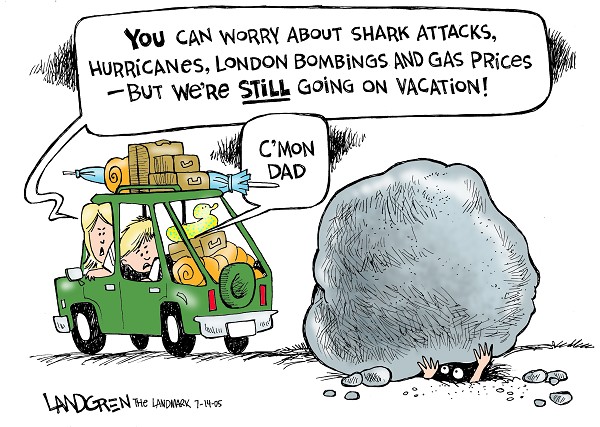 YOU CAN WORRY ABOUT SHARK ATTACKS,
HURRICANES, LONDON BOMBINGS AND GAS PRICES
—BUT WE'RE STILL GOING ON VACATION!
C'MON
DAD
LANDGREN THE LANDMARK 7-14-05